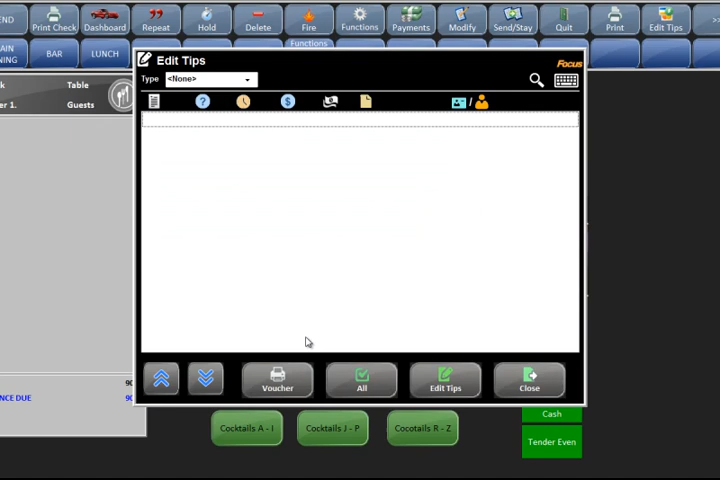 END
Print Check
Dashboard
Repeat
Hold
Delete
Fire
Functions
Payments
Modify
Send/Stay
Quit
Print
Edit Tips
>>
AIN
NING
BAR
LUNCH
Functions
k
Table
er 1.
Guests
Edit Tips
Focus
Type
<None>
NCE DUE
Voucher
All
Edit Tips
Close
Cocktails A - I
Cocktails J - P
Cocotails R - Z
Cash
Tender Even